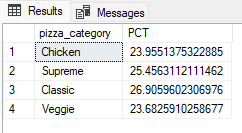 Results Messages
pizza_category PCT
1 Chicken 23.9551375322885
2 Supreme 25.4563112111462
3 Classic 26.9059602306976
4 Veggie 23.6825910258677